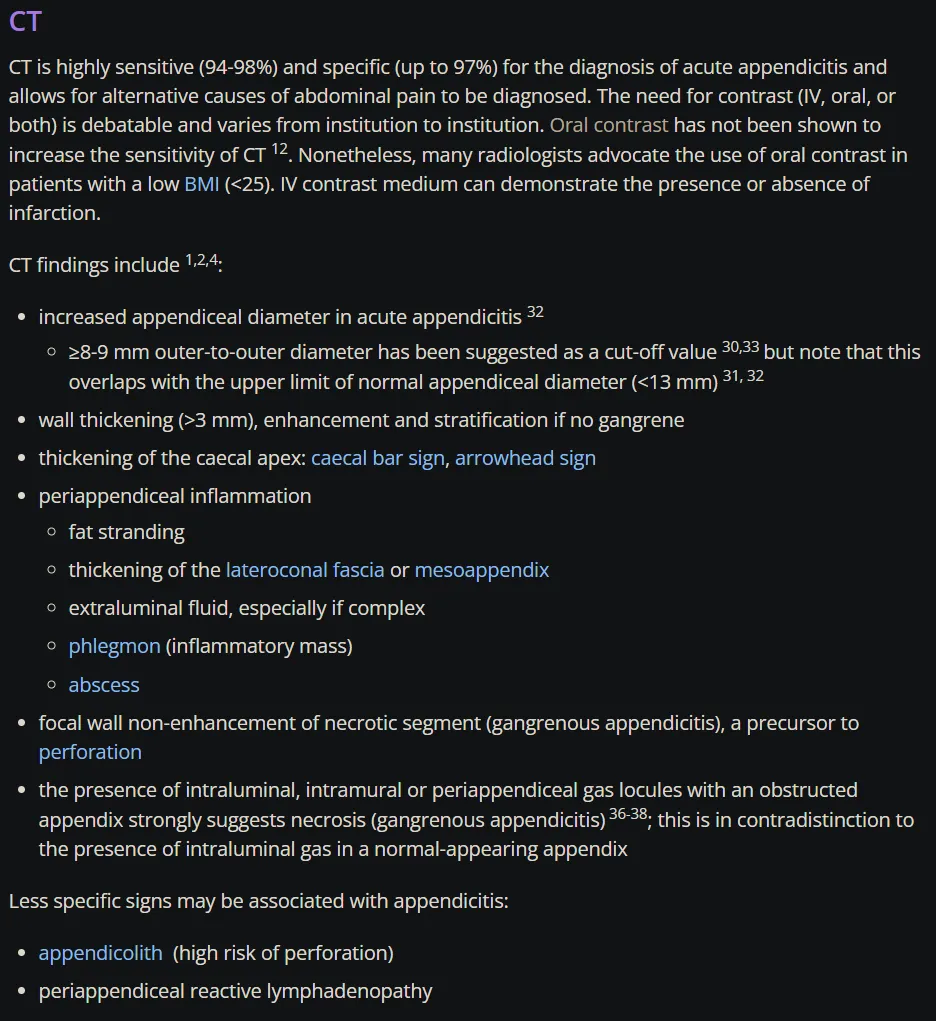 CT
CT is highly sensitive (94-98%) and specific (up to 97%) for the diagnosis of acute appendicitis and
allows for alternative causes of abdominal pain to be diagnosed. The need for contrast (IV, oral, or
both) is debatable and varies from institution to institution. Oral contrast has not been shown to
increase the sensitivity of CT 12. Nonetheless, many radiologists advocate the use of oral contrast in
patients with a low BMI (<25). IV contrast medium can demonstrate the presence or absence of
infarction.
CT findings include 1,2,4:
• increased appendiceal diameter in acute appendicitis 32
○ ≥8-9 mm outer-to-outer diameter has been suggested as a cut-off value 30,33 but note that this
overlaps with the upper limit of normal appendiceal diameter (<13 mm) 31, 32
• wall thickening (>3 mm), enhancement and stratification if no gangrene
• thickening of the caecal apex: caecal bar sign, arrowhead sign
• periappendiceal inflammation
○ fat stranding
○ thickening of the lateroconal fascia or mesoappendix
○ extraluminal fluid, especially if complex
○ phlegmon (inflammatory mass)
○ abscess
• focal wall non-enhancement of necrotic segment (gangrenous appendicitis), a precursor to
perforation
• the presence of intraluminal, intramural or periappendiceal gas locules with an obstructed
appendix strongly suggests necrosis (gangrenous appendicitis) 36-38; this is in contradistinction to
the presence of intraluminal gas in a normal-appearing appendix
Less specific signs may be associated with appendicitis:
• appendicolith (high risk of perforation)
• periappendiceal reactive lymphadenopathy